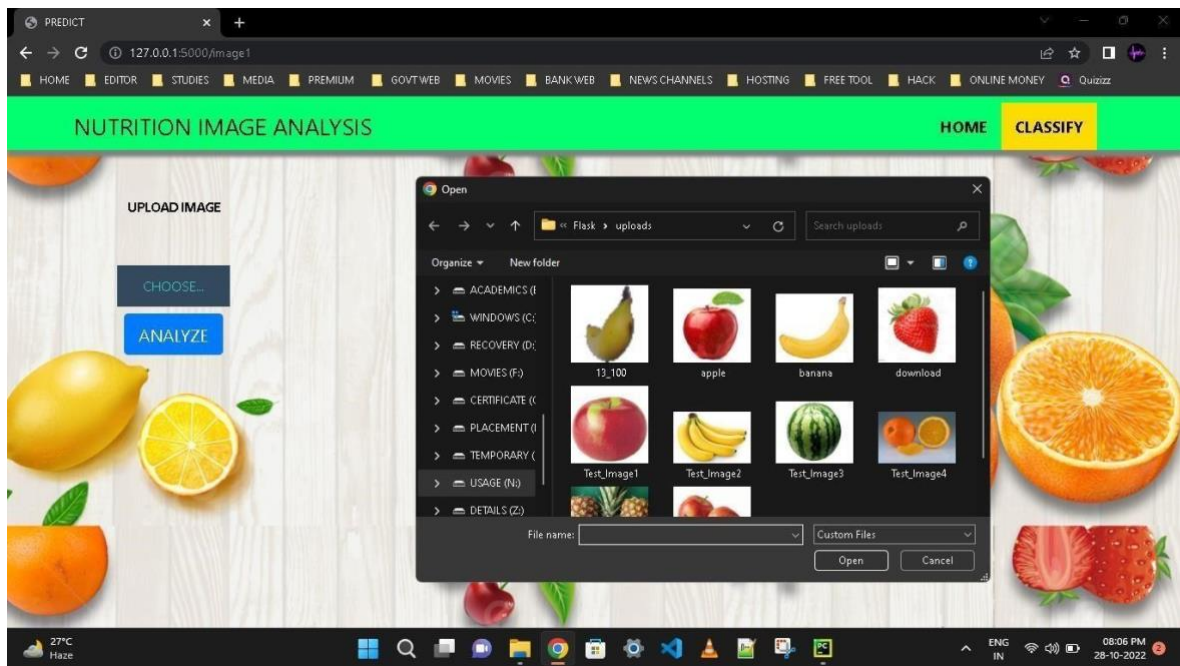 PREDICT
127.0.0.1:5000/image1
HOME EDITOR STUDIES MEDIA PREMIUM GOVT WEB MOVIES BANK WEB NEWS CHANNELS HOSTING FREE TOOL HACK ONLINE MONEY Quizizz
NUTRITION IMAGE ANALYSIS HOME CLASSIFY
UPLOAD IMAGE
CHOOSE...
ANALYZE
Open
« Flask › uploads Search uploads
Organize New folder
ACADEMICS (E
WINDOWS (C:
RECOVERY (D:
MOVIES (F:)
CERTIFICATE (
PLACEMENT (
TEMPORARY (
USAGE (N:)
DETAILS (Z:)
13_100 apple banana download
Test_Image1 Test_Image2 Test_Image3 Test_Image4
File name: Custom Files
Open Cancel
27°C
Haze
ENG
IN
08:06 PM
28-10-2022
2